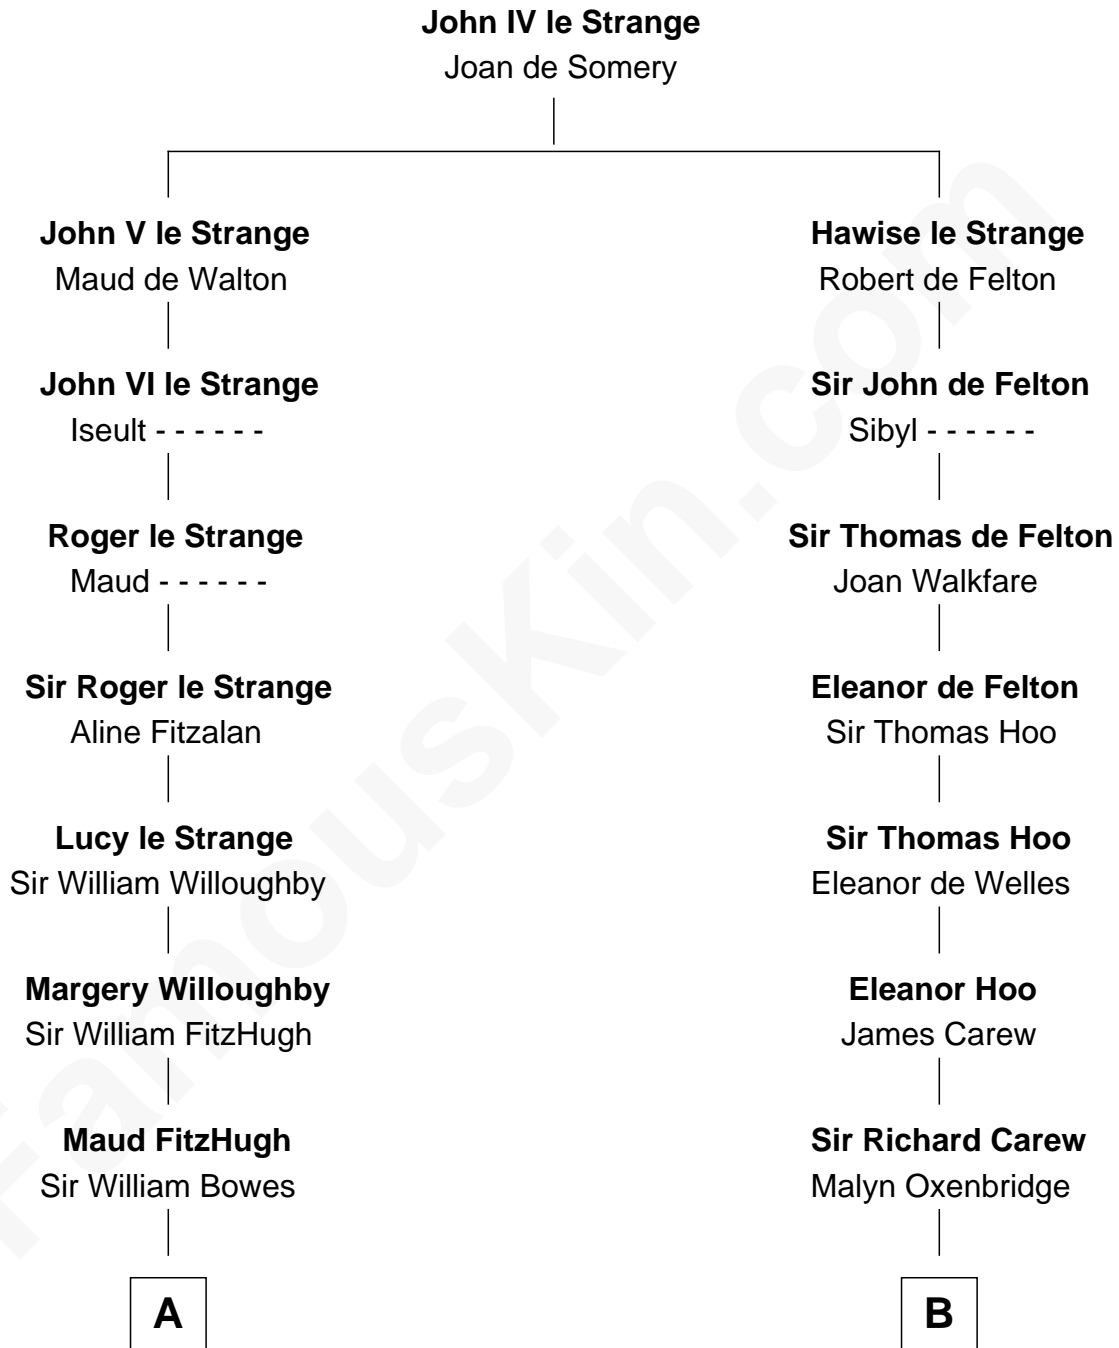 John IV le Strange
Joan de Somery
John V le Strange
Maud de Walton
Hawise le Strange
Robert de Felton
John VI le Strange
Iseult - - - - - -
Sir John de Felton
Sibyl - - - - - -
Roger le Strange
Maud - - - - - -
Sir Thomas de Felton
Joan Walkfare
Sir Roger le Strange
Aline Fitzalan
Eleanor de Felton
Sir Thomas Hoo
Lucy le Strange
Sir William Willoughby
Sir Thomas Hoo
Eleanor de Welles
Margery Willoughby
Sir William FitzHugh
Eleanor Hoo
James Carew
Maud FitzHugh
Sir William Bowes
Sir Richard Carew
Malyn Oxenbridge
A
B
FamousKin.com